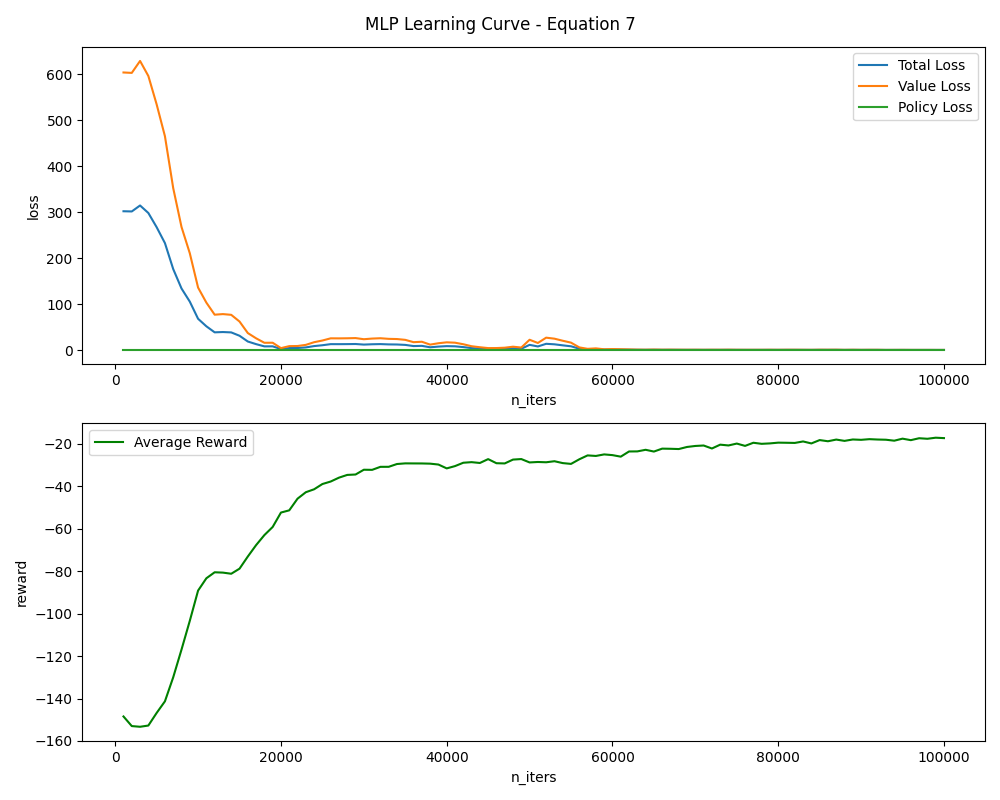 MLP Learning Curve - Equation 7
600
500
400
300
200
100
0
loss
Total Loss
Value Loss
Policy Loss
0 20000 40000 60000 80000 100000
n_iters
−20
−40
−60
−80
−100
−120
−140
−160
reward
Average Reward
0 20000 40000 60000 80000 100000
n_iters